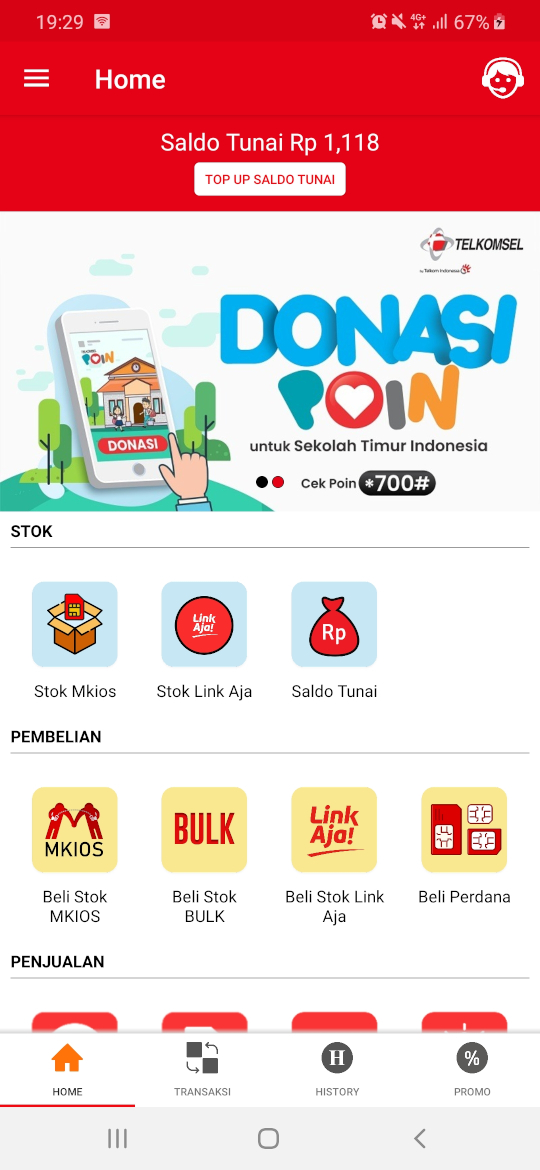 19:29
4G+
67%
Home
Saldo Tunai Rp 1,118
TOP UP SALDO TUNAI
TELKOMSEL
by Telkom Indonesia
DONASI
POIN
untuk Sekolah Timur Indonesia
Cek Poin *700#
POIN
DONASI
STOK
Link
Aja!
Rp
Stok Mkios
Stok Link Aja
Saldo Tunai
PEMBELIAN
MKIOS
BULK
Link
Aja!
Beli Stok
MKIOS
Beli Stok
BULK
Beli Stok Link
Aja
Beli Perdana
PENJUALAN
H
%
HOME
TRANSAKSI
HISTORY
PROMO